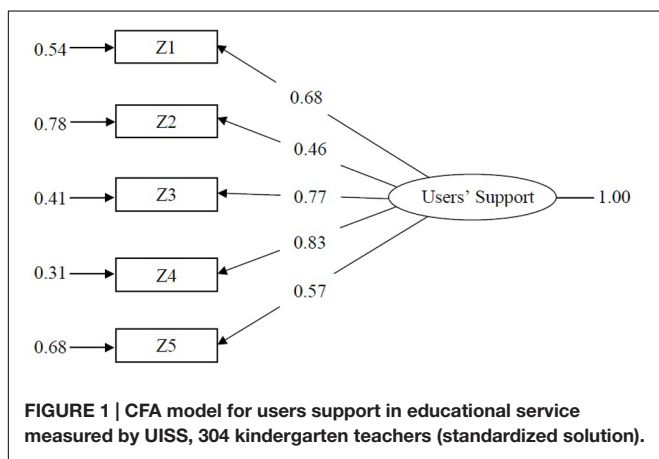 0.54 Z1
0.68
0.78 Z2
0.46
0.41 Z3 0.77 Users' Support 1.00
0.83
0.31 Z4
0.57
0.68 Z5
FIGURE 1 | CFA model for users support in educational service
measured by UISS, 304 kindergarten teachers (standardized solution).